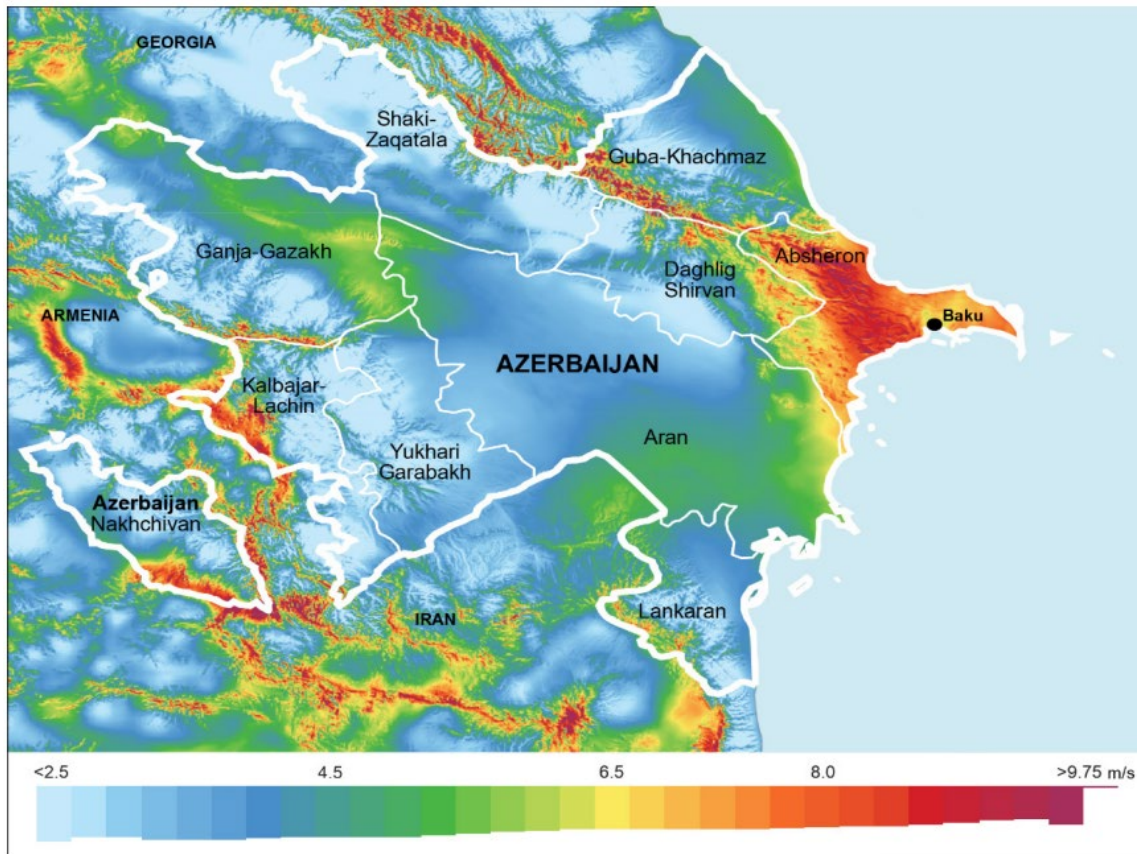 GEORGIA
Shaki-
Zaqatala
Guba-Khachmaz
Ganja-Gazakh
Absheron
Daghlig
Shirvan
ARMENIA
Baku
AZERBAIJAN
Kalbajar-
Lachin
Aran
Yukhari
Garabakh
Azerbaijan
Nakhchivan
Lankaran
IRAN
<2.5 4.5 6.5 8.0 >9.75 m/s